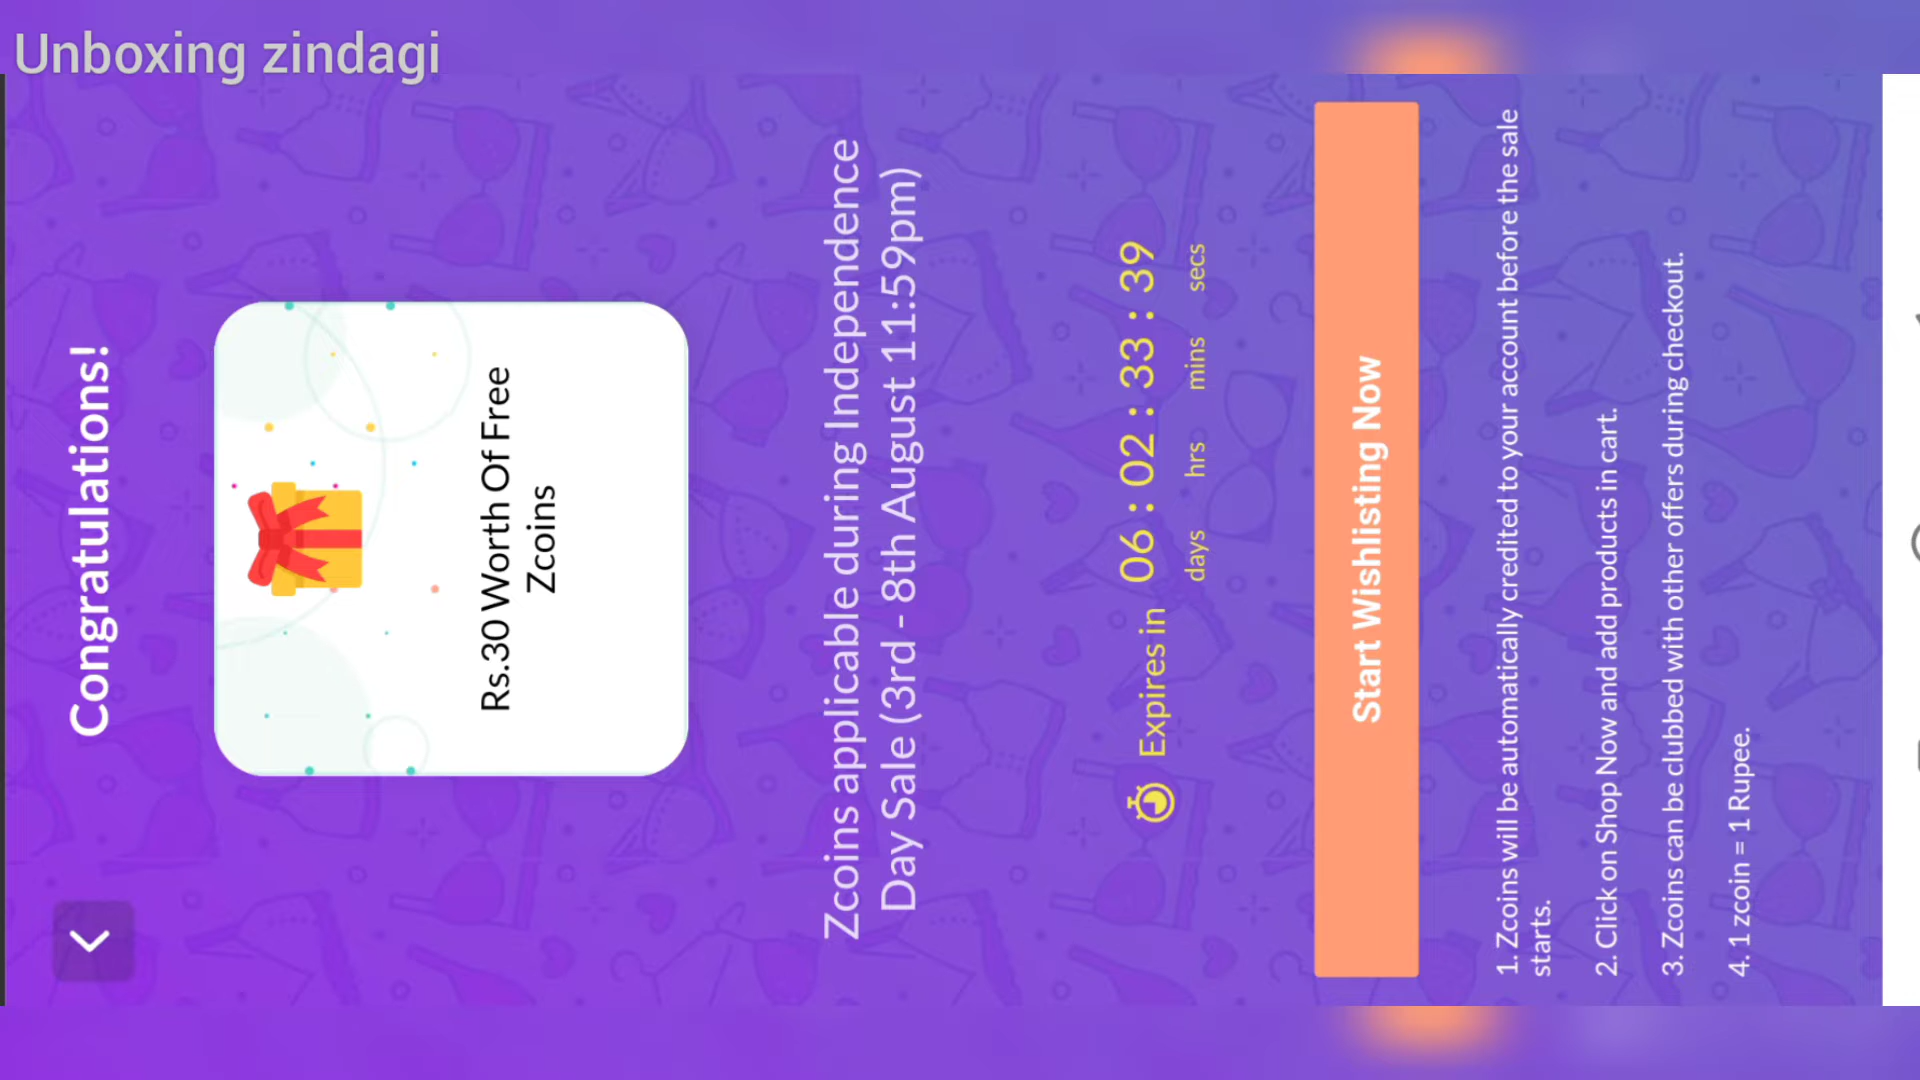 Unboxing zindagi
Congratulations!
Rs.30 Worth Of Free
Zcoins
Zcoins applicable during Independence
Day Sale (3rd - 8th August 11:59pm)
Expires in 06 : 02 : 33 : 39
days hrs mins secs
Start Wishlisting Now
1. Zcoins will be automatically credited to your account before the sale
starts.
2. Click on Shop Now and add products in cart.
3. Zcoins can be clubbed with other offers during checkout.
4. 1 zcoin = 1 Rupee.